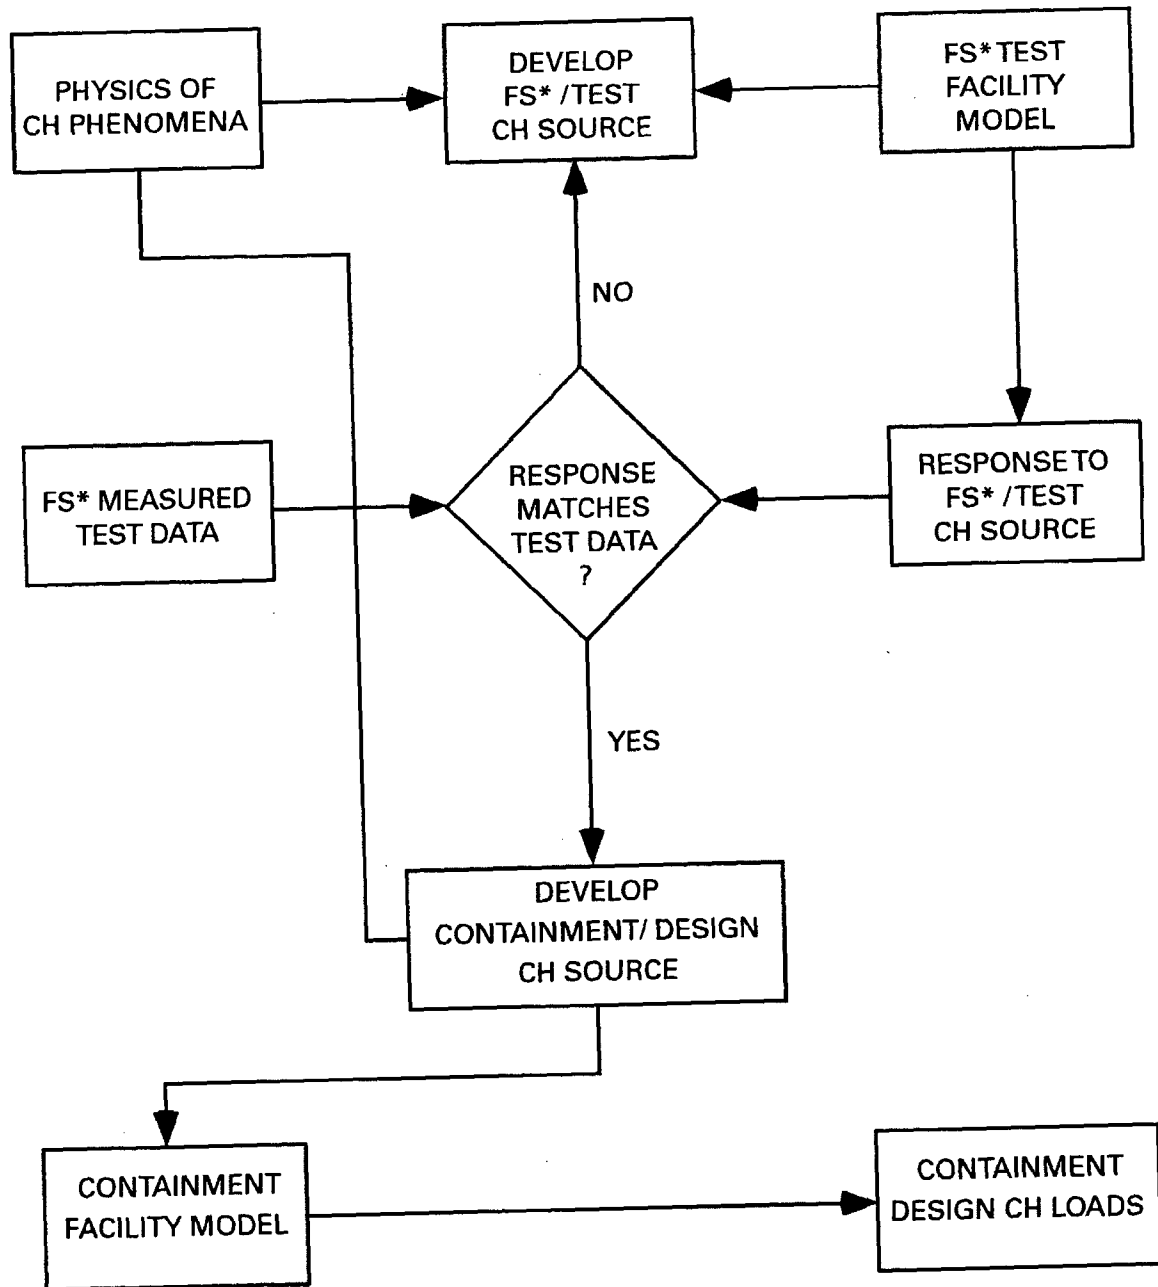 PHYSICS OF
CH PHENOMENA
DEVELOP
FS* /TEST
CH SOURCE
FS* TEST
FACILITY
MODEL
NO
FS* MEASURED
TEST DATA
RESPONSE
MATCHES
TEST DATA
?
RESPONSE TO
FS* /TEST
CH SOURCE
YES
DEVELOP
CONTAINMENT/ DESIGN
CH SOURCE
CONTAINMENT
FACILITY MODEL
CONTAINMENT
DESIGN CH LOADS